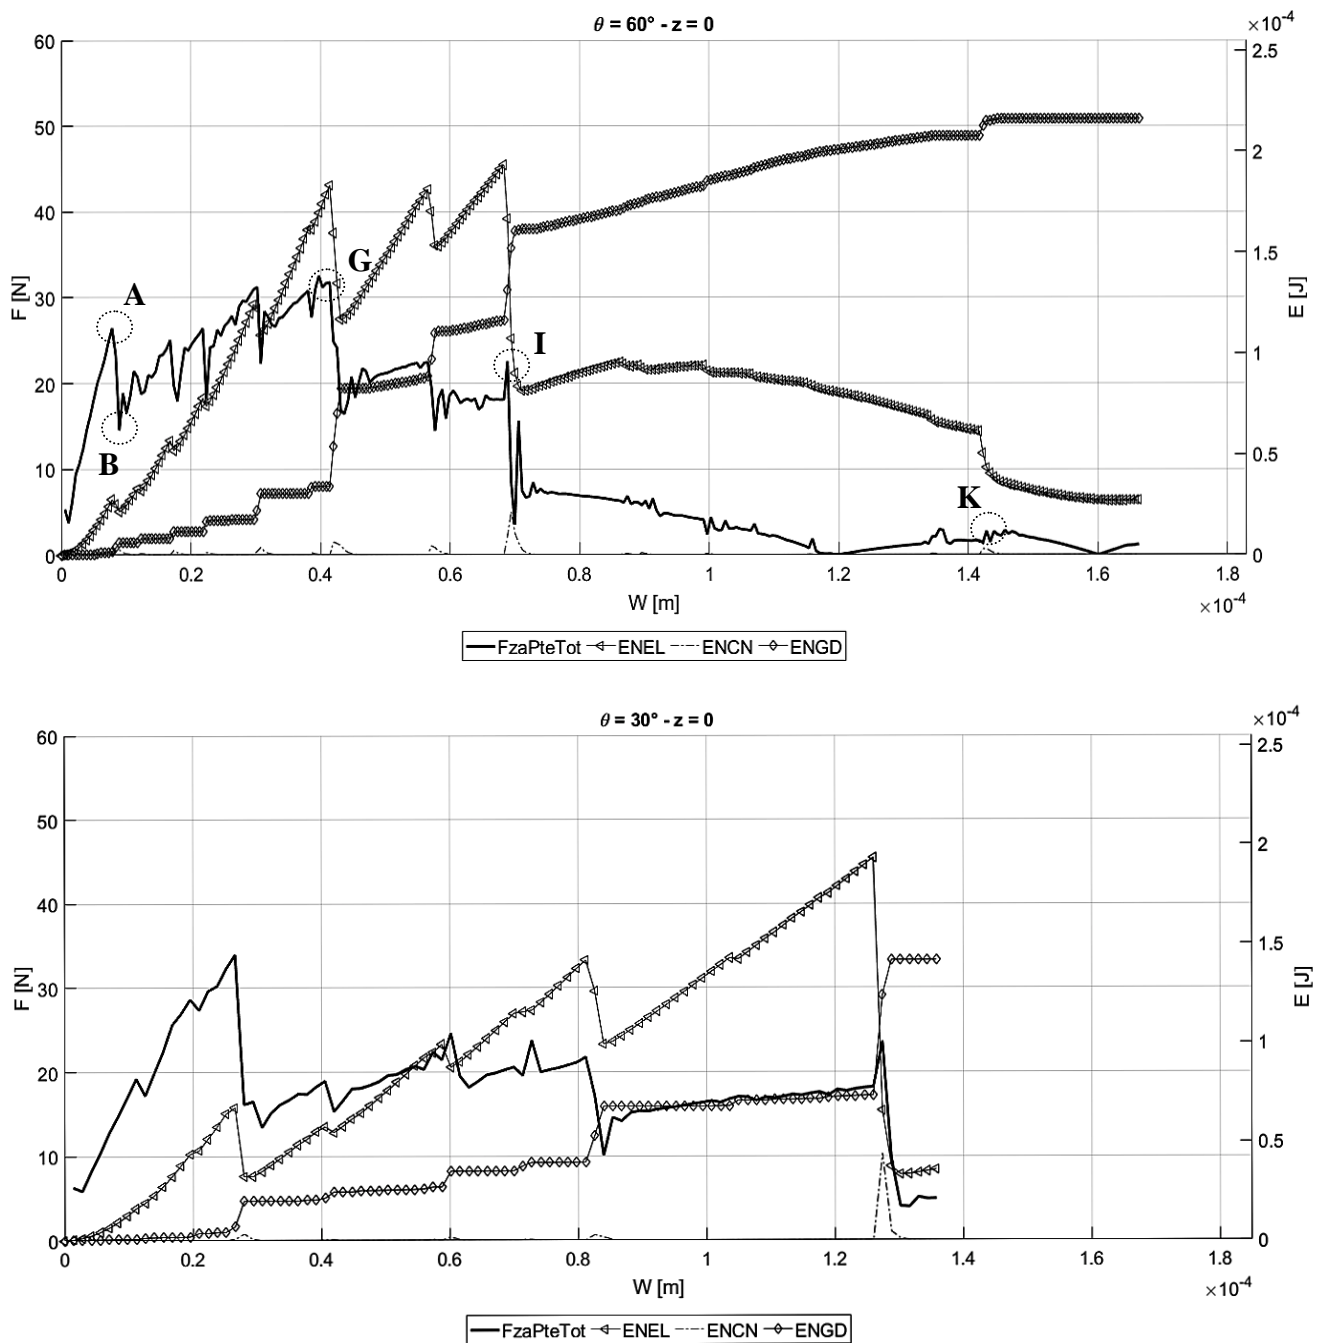 θ = 60° - z = 0
×10⁻⁴
60
50
40
30
20
10
0
F [N]
2.5
2
1.5
1
0.5
0
E [J]
A
B
G
I
K
0 0.2 0.4 0.6 0.8 1 1.2 1.4 1.6 1.8
W [m]
×10⁻⁴
FzaPteTot ENEL ENCN ENGD
θ = 30° - z = 0
×10⁻⁴
60
50
40
30
20
10
0
F [N]
2.5
2
1.5
1
0.5
0
E [J]
0 0.2 0.4 0.6 0.8 1 1.2 1.4 1.6 1.8
W [m]
×10⁻⁴
FzaPteTot ENEL ENCN ENGD